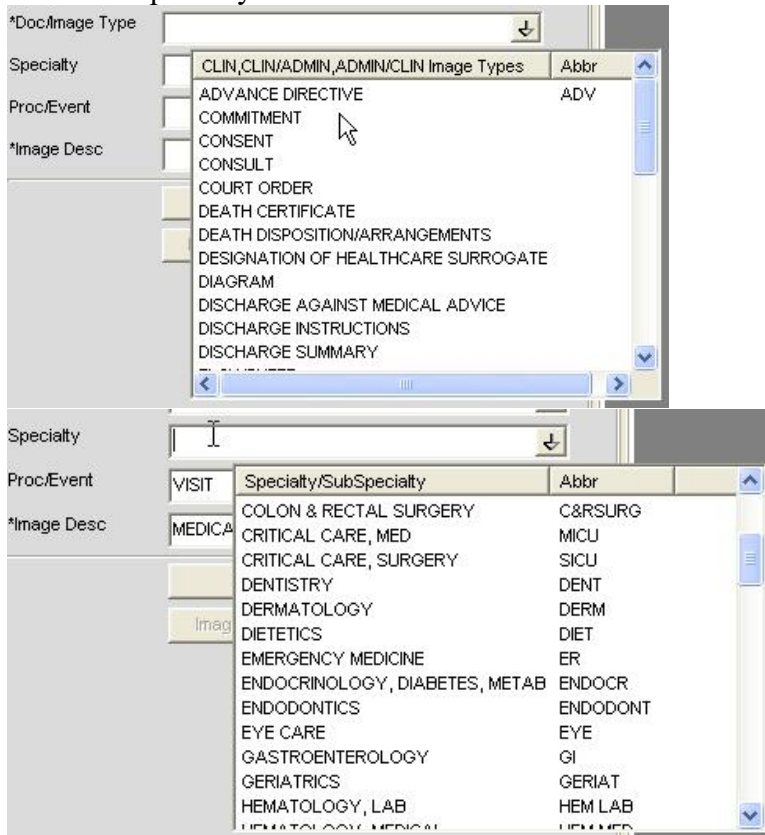 *Doc/Image Type
Specialty
Proc/Event
*Image Desc
CLIN,CLIN/ADMIN,ADMIN/CLIN Image Types Abbr
ADVANCE DIRECTIVE ADV
COMMITMENT
CONSENT
CONSULT
COURT ORDER
DEATH CERTIFICATE
DEATH DISPOSITION/ARRANGEMENTS
DESIGNATION OF HEALTHCARE SURROGATE
DIAGRAM
DISCHARGE AGAINST MEDICAL ADVICE
DISCHARGE INSTRUCTIONS
DISCHARGE SUMMARY
Specialty
Proc/Event VISIT
*Image Desc MEDICA
Imag
Specialty/SubSpecialty Abbr
COLON & RECTAL SURGERY C&RSURG
CRITICAL CARE, MED MICU
CRITICAL CARE, SURGERY SICU
DENTISTRY DENT
DERMATOLOGY DERM
DIETETICS DIET
EMERGENCY MEDICINE ER
ENDOCRINOLOGY, DIABETES, METAB ENDOCR
ENDODONTICS ENDODONT
EYE CARE EYE
GASTROENTEROLOGY GI
GERIATRICS GERIAT
HEMATOLOGY, LAB HEM LAB